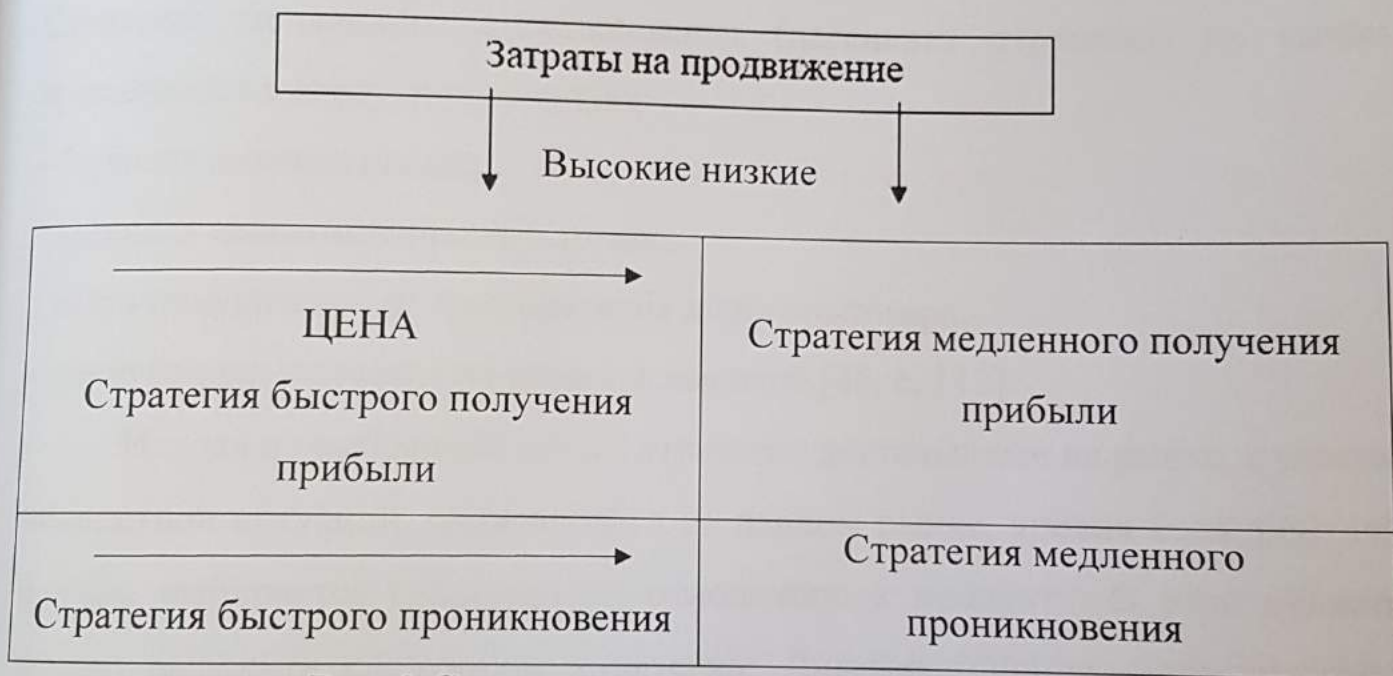 Затраты на продвижение
Высокие низкие
ЦЕНА
Стратегия быстрого получения
прибыли
Стратегия медленного получения
прибыли
Стратегия быстрого проникновения
Стратегия медленного
проникновения